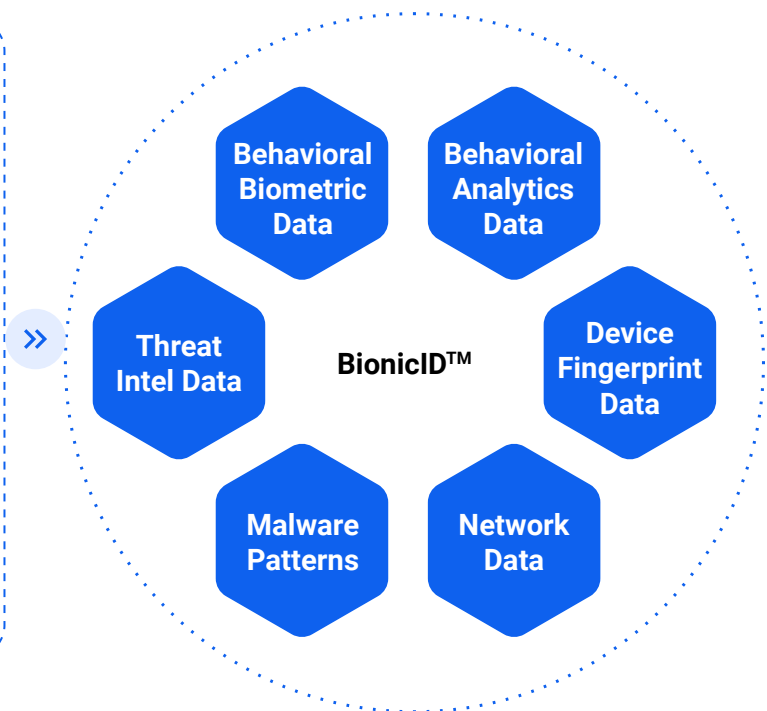 Behavioral
Biometric
Data
Behavioral
Analytics
Data
Threat
Intel Data
BionicID™
Device
Fingerprint
Data
Malware
Patterns
Network
Data